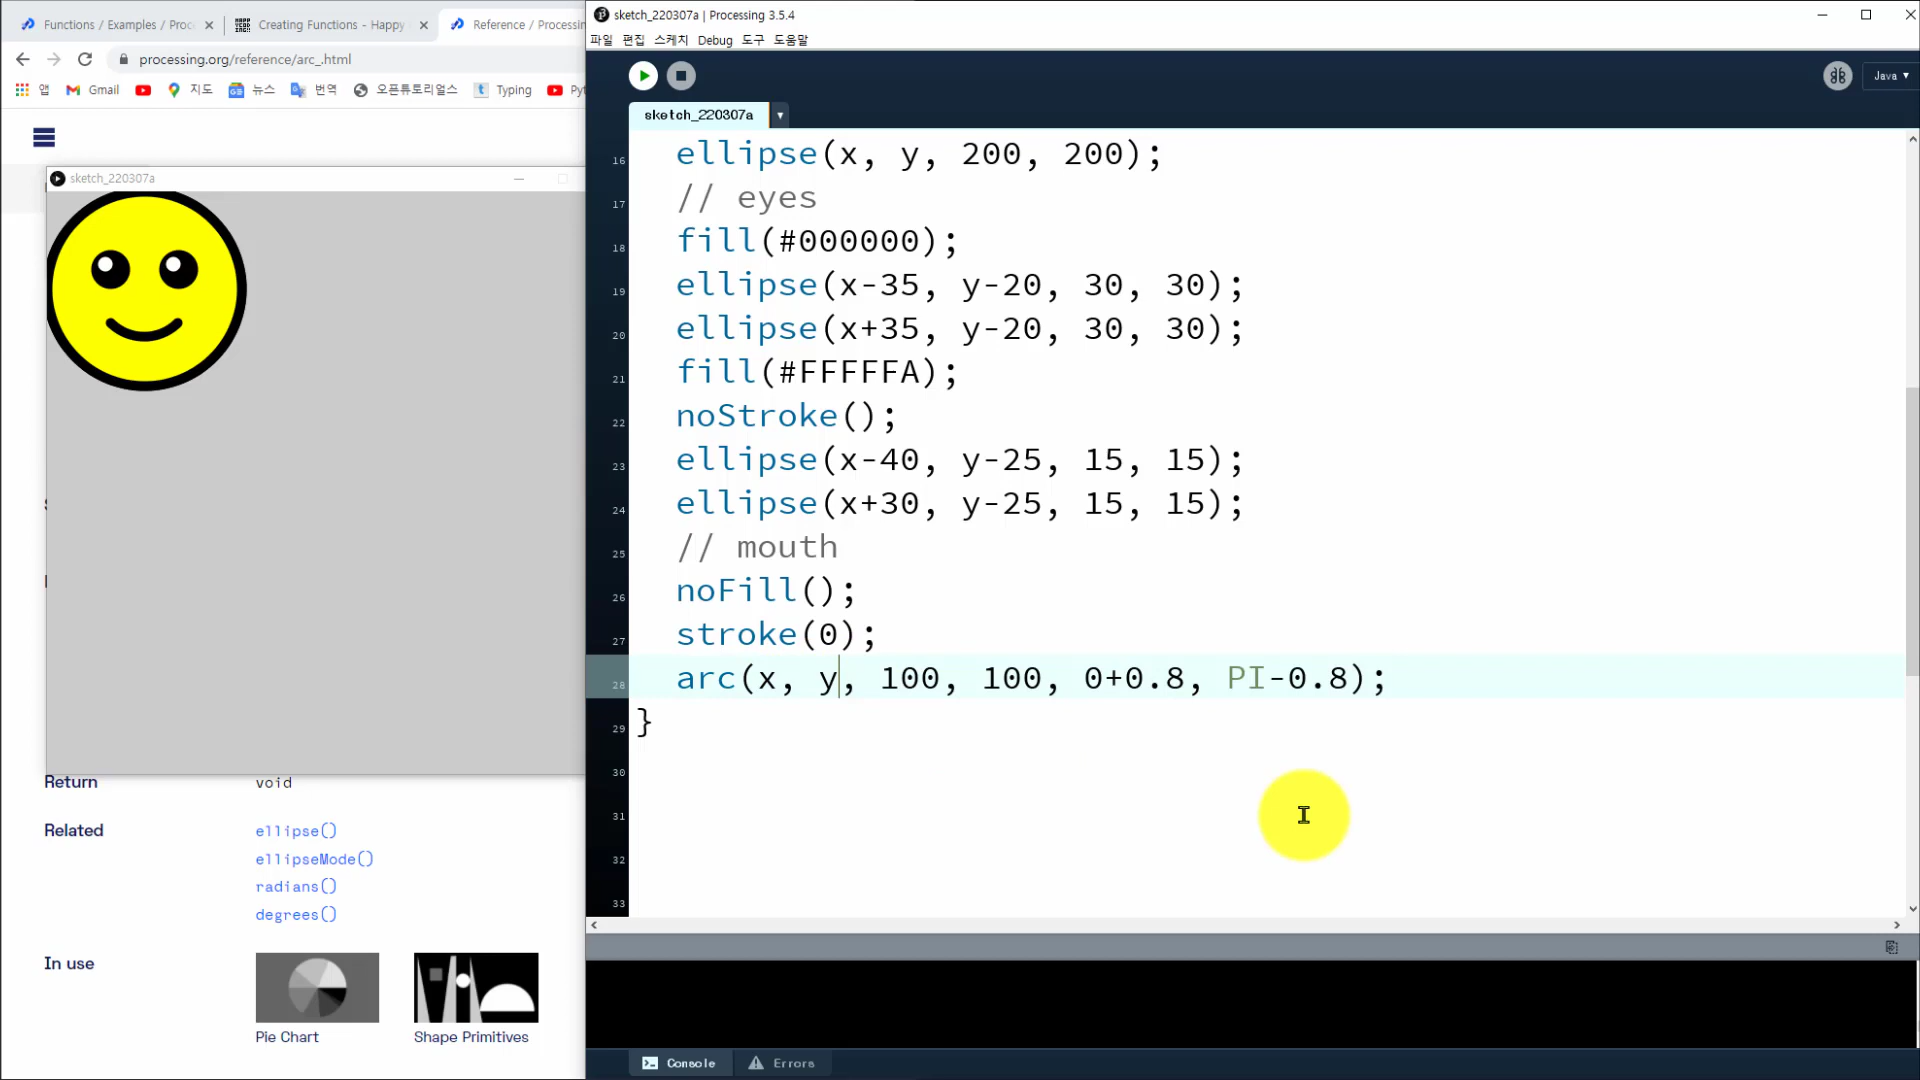 Functions / Examples / Proc
Creating Functions - Happy
Reference / Processin
processing.org/reference/arc_.html
앱
Gmail
지도
뉴스
번역
오픈튜토리얼스
Typing
sketch_220307a
Return
void
Related
ellipse()
ellipseMode()
radians()
degrees()
In use
Pie Chart
Shape Primitives
sketch_220307a | Processing 3.5.4
파일 편집 스케치 Debug 도구 도움말
Java
sketch_220307a
16 ellipse(x, y, 200, 200);
17 // eyes
18 fill(#000000);
19 ellipse(x-35, y-20, 30, 30);
20 ellipse(x+35, y-20, 30, 30);
21 fill(#FFFFFA);
22 noStroke();
23 ellipse(x-40, y-25, 15, 15);
24 ellipse(x+30, y-25, 15, 15);
25 // mouth
26 noFill();
27 stroke(0);
28 arc(x, y, 100, 100, 0+0.8, PI-0.8);
29 }
30
31
32
33
Console
Errors